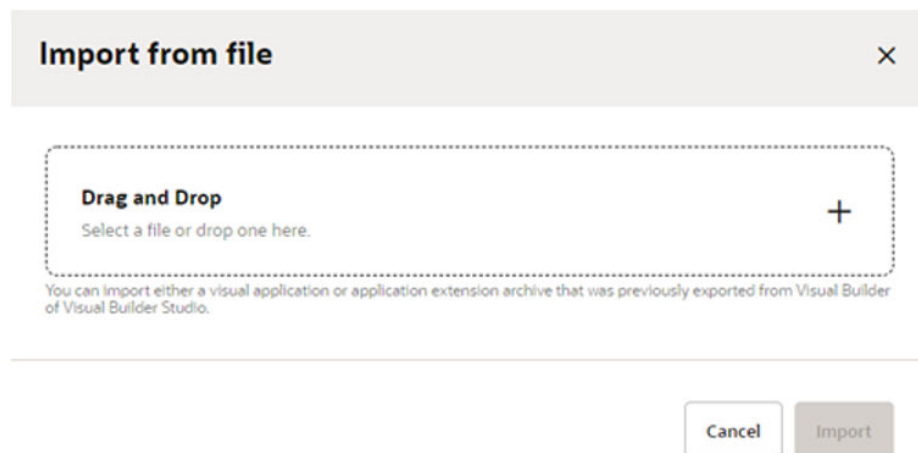 Import from file
Drag and Drop
Select a file or drop one here.
You can import either a visual application or application extension archive that was previously exported from Visual Builder
of Visual Builder Studio.
Cancel
Import